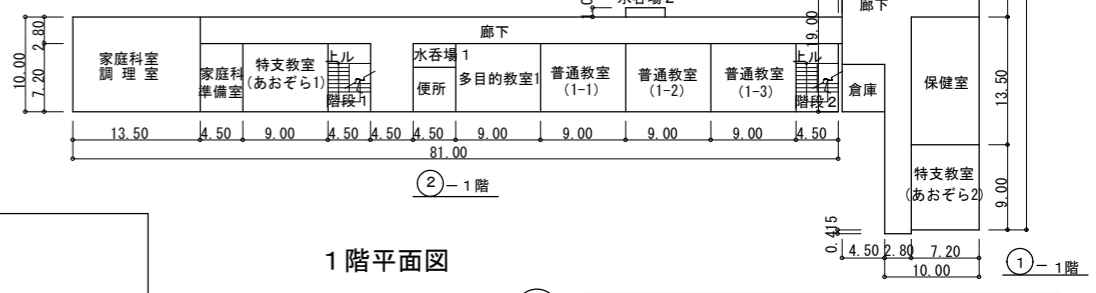 水呑場2
廊下
廊下
19.00
2.80
7.20
10.00
家庭科室
調理室
家庭科
準備室
特支教室
(あおぞら1)
上ル
階段1
水呑場1
便所
多目的教室1
普通教室
(1-1)
普通教室
(1-2)
普通教室
(1-3)
上ル
階段2
倉庫
保健室
13.50
特支教室
(あおぞら2)
9.00
13.50
4.50
9.00
4.50
4.50
4.50
9.00
9.00
9.00
9.00
4.50
81.00
②-1階
0.415
4.50
2.80
7.20
10.00
①-1階
1階平面図